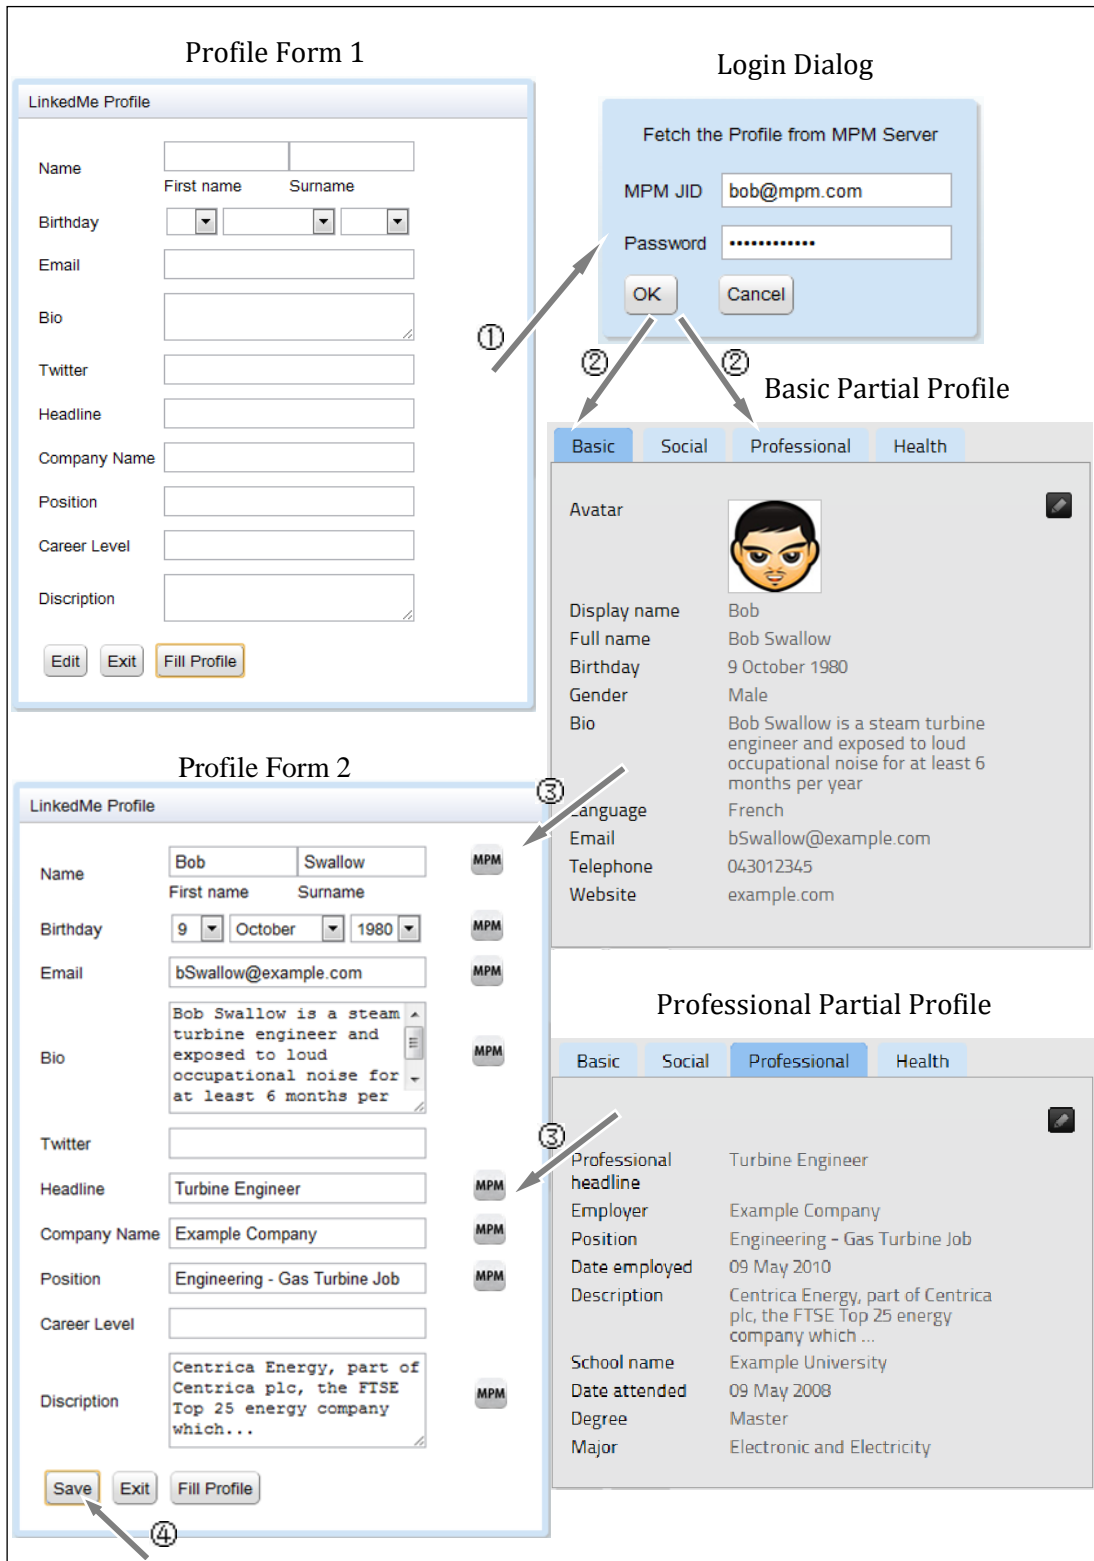 Profile Form 1
LinkedMe Profile
Name
First name Surname
Birthday
Email
Bio
Twitter
Headline
Company Name
Position
Career Level
Discription
Edit Exit Fill Profile
①
Login Dialog
Fetch the Profile from MPM Server
MPM JID bob@mpm.com
Password ••••••••••••
OK Cancel
② ②
Basic Partial Profile
Basic Social Professional Health
Avatar
Display name Bob
Full name Bob Swallow
Birthday 9 October 1980
Gender Male
Bio Bob Swallow is a steam turbine
engineer and exposed to loud
occupational noise for at least 6
months per year
Language French
Email bSwallow@example.com
Telephone 043012345
Website example.com
③
Profile Form 2
LinkedMe Profile
Name Bob Swallow MPM
First name Surname
Birthday 9 October 1980 MPM
Email bSwallow@example.com MPM
Bio Bob Swallow is a steam
turbine engineer and
exposed to loud
occupational noise for
at least 6 months per
MPM
Twitter
Headline Turbine Engineer MPM
Company Name Example Company MPM
Position Engineering - Gas Turbine Job MPM
Career Level
Discription Centrica Energy, part of
Centrica plc, the FTSE
Top 25 energy company
which...
MPM
Save Exit Fill Profile
④
③
Professional Partial Profile
Basic Social Professional Health
Professional Turbine Engineer
headline
Employer Example Company
Position Engineering - Gas Turbine Job
Date employed 09 May 2010
Description Centrica Energy, part of Centrica
plc, the FTSE Top 25 energy
company which ...
School name Example University
Date attended 09 May 2008
Degree Master
Major Electronic and Electricity